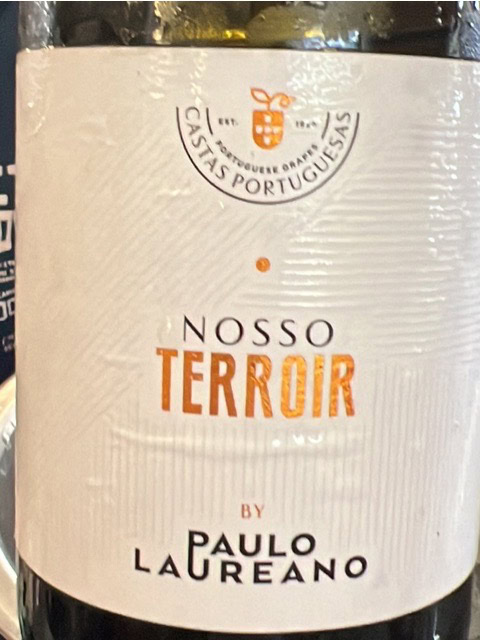 EST.
PORTUGUESE GRAPES
CASTAS PORTUGUESAS
NOSSO
TERROIR
BY
PAULO
LAUREANO